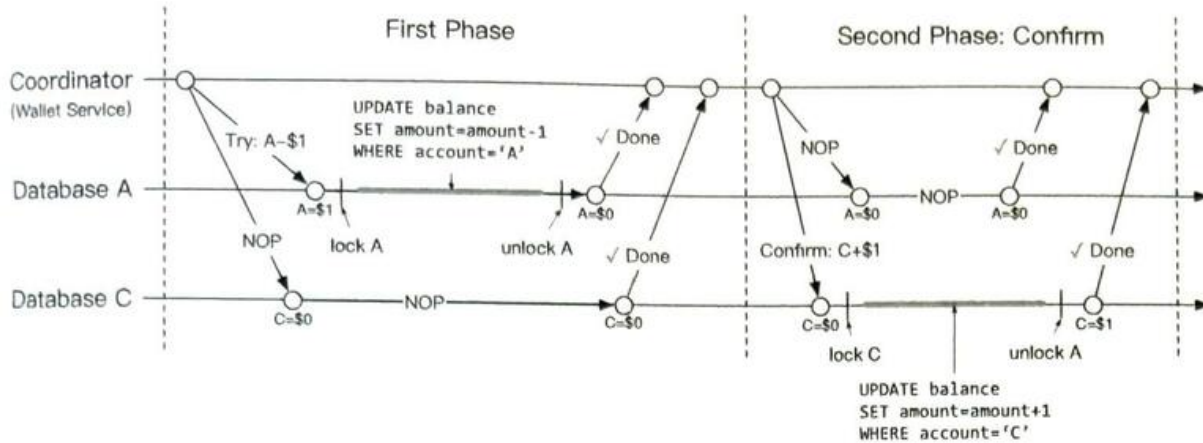 First Phase
Second Phase: Confirm
Coordinator
(Wallet Service)
UPDATE balance
SET amount=amount-1
WHERE account='A'
Try: A-$1
✓ Done
NOP
✓ Done
Database A
A=$1
A=$0
A=$0
NOP
A=$0
lock A
unlock A
NOP
✓ Done
Confirm: C+$1
✓ Done
Database C
C=$0
NOP
C=$0
C=$0
C=$1
lock C
unlock A
UPDATE balance
SET amount=amount+1
WHERE account='C'